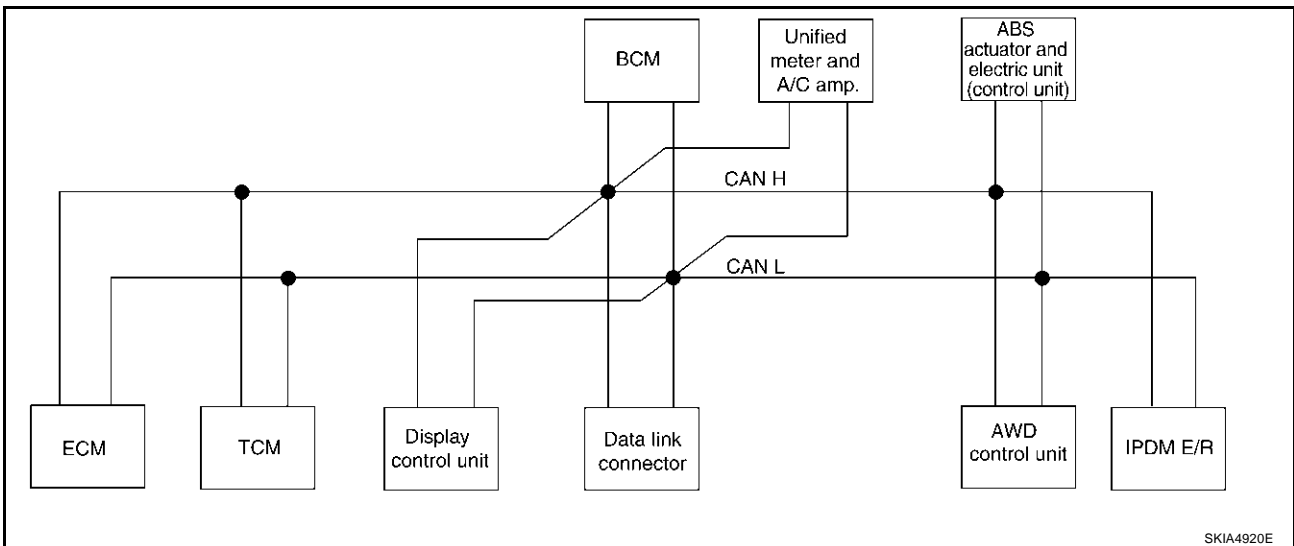 BCM
Unified
meter and
A/C amp.
ABS
actuator and
electric unit
(control unit)
CAN H
CAN L
ECM
TCM
Display
control unit
Data link
connector
AWD
control unit
IPDM E/R
SKIA4920E